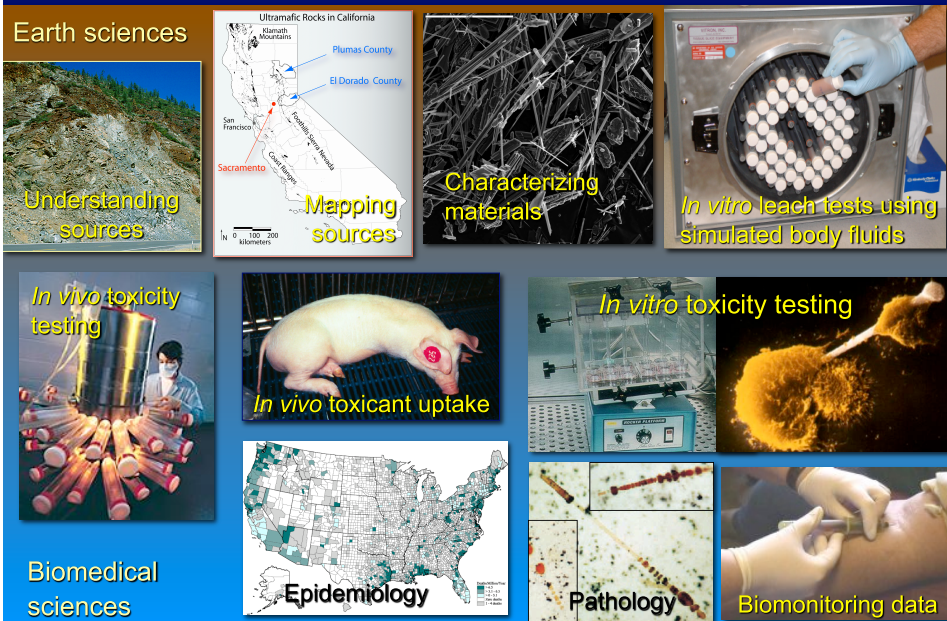 Earth sciences
Understanding
sources
Ultramafic Rocks in California
Klamath
Mountains
Plumas County
El Dorado County
San
Francisco
Foothills Sierra Nevada
Sacramento
Coast Ranges
Mapping
sources
N
0 100 200
kilometers
Characterizing
materials
In vitro leach tests using
simulated body fluids
In vivo toxicity
testing
In vivo toxicant uptake
In vitro toxicity testing
Epidemiology
Pathology
Biomonitoring data
Biomedical
sciences